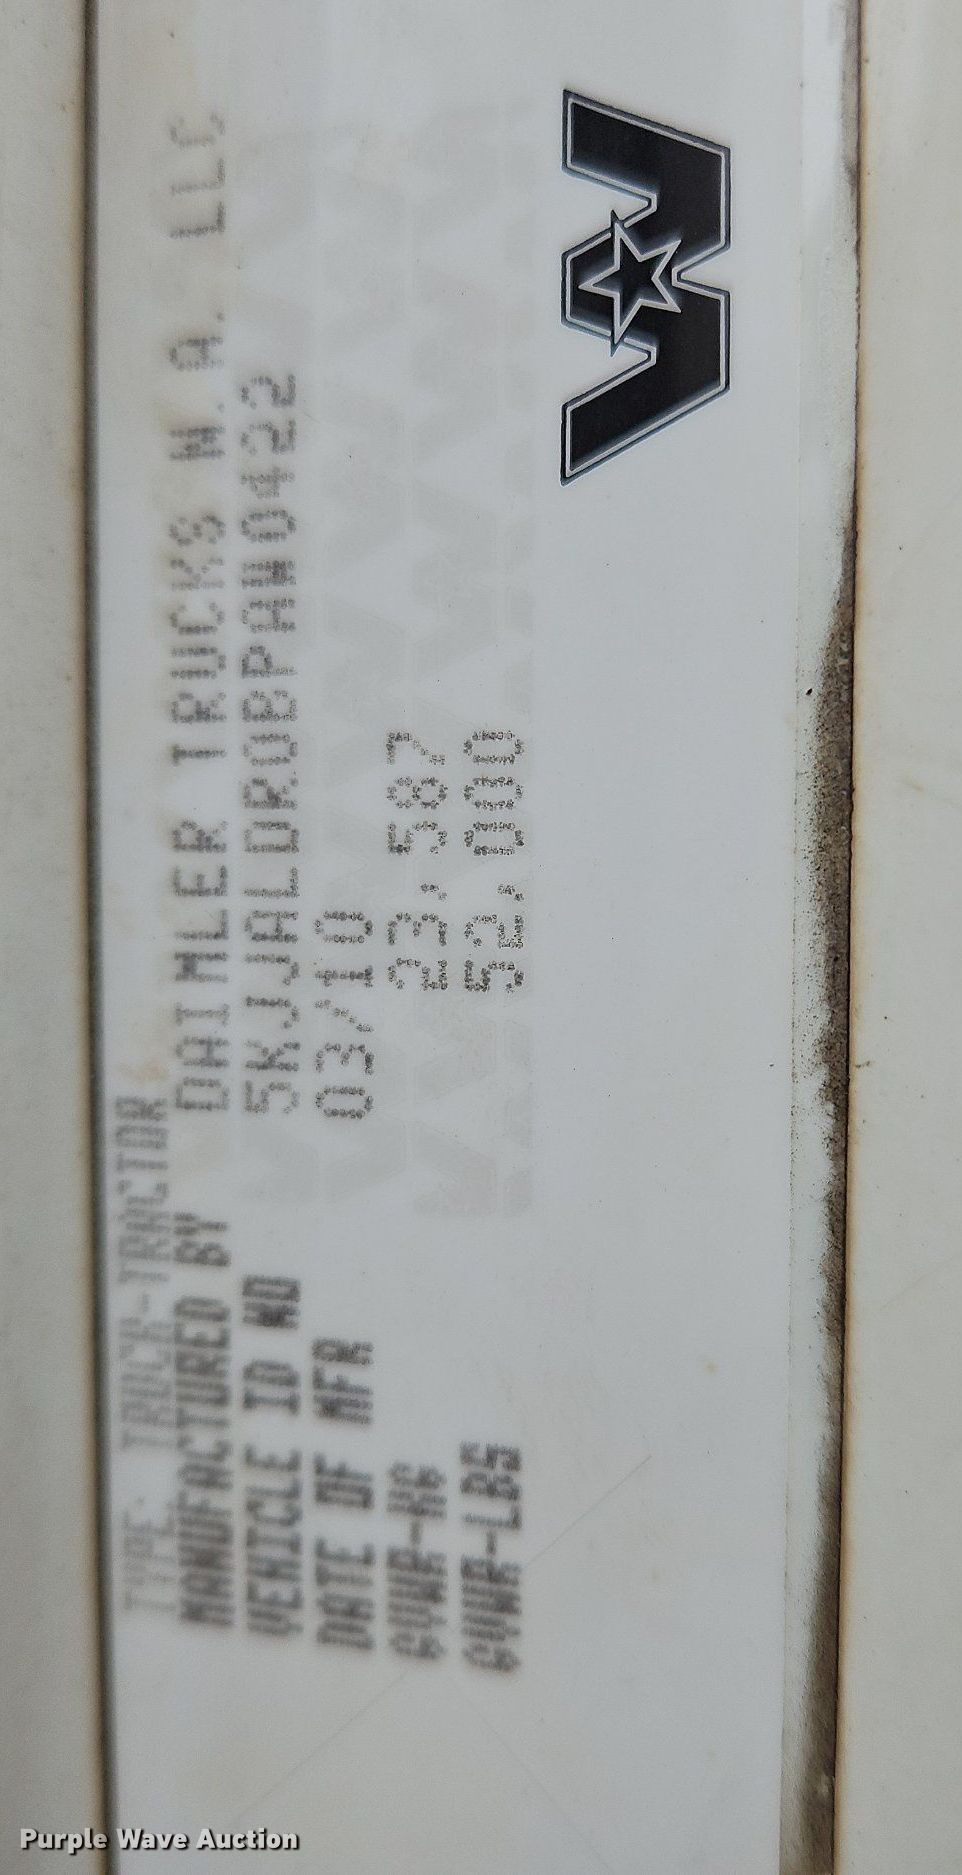 TYPE. TRUCK-TRACTOR
MANUFACTURED BY DAIMLER TRUCKS N.A. LLC
VEHICLE ID NO 5KJJALDR0BPAW0422
DATE OF MFR 03/10
GVWR-KG 23,587
GVWR-LBS 52,000
Purple Wave Auction